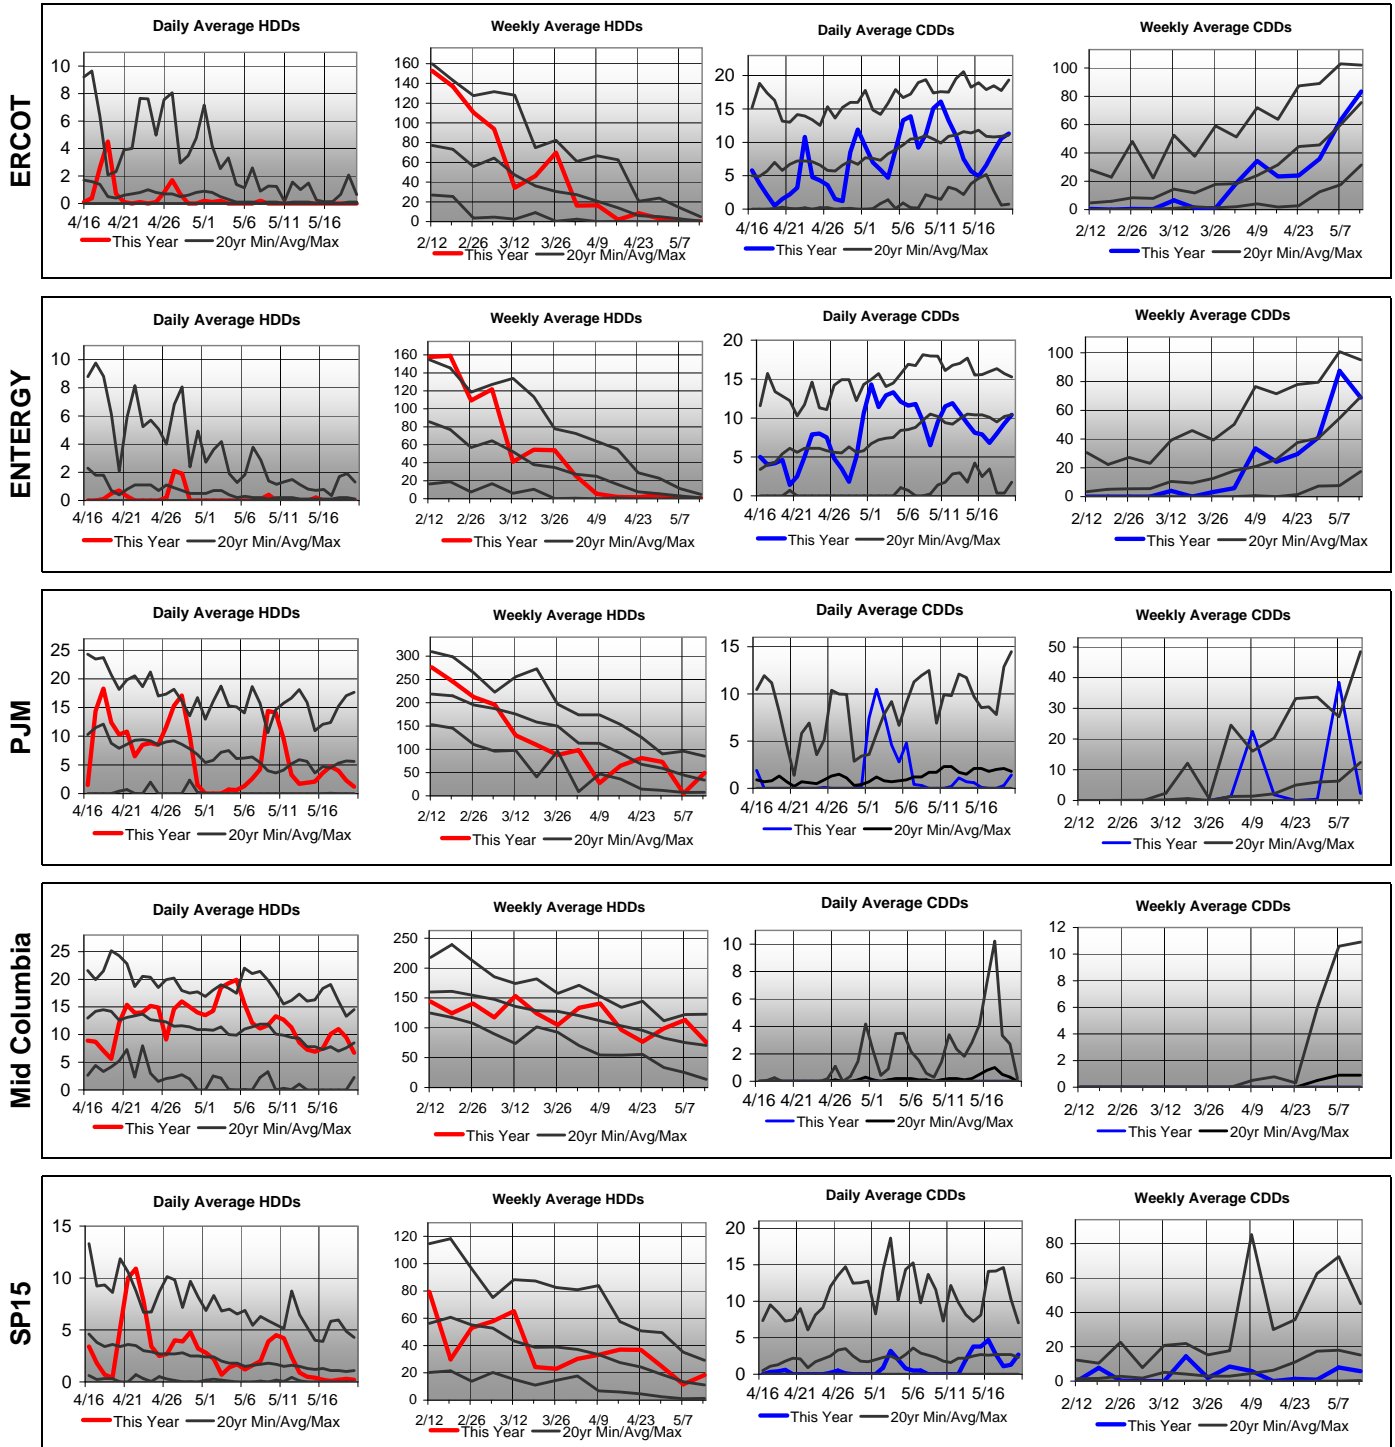 ERCOT
Daily Average HDDs
10
8
6
4
2
0
4/16 4/21 4/26 5/1 5/6 5/11 5/16
This Year 20yr Min/Avg/Max
Weekly Average HDDs
160
140
120
100
80
60
40
20
0
2/12 2/26 3/12 3/26 4/9 4/23 5/7
This Year 20yr Min/Avg/Max
Daily Average CDDs
20
15
10
5
0
4/16 4/21 4/26 5/1 5/6 5/11 5/16
This Year 20yr Min/Avg/Max
Weekly Average CDDs
100
80
60
40
20
0
2/12 2/26 3/12 3/26 4/9 4/23 5/7
This Year 20yr Min/Avg/Max
ENTERGY
Daily Average HDDs
10
8
6
4
2
0
4/16 4/21 4/26 5/1 5/6 5/11 5/16
This Year 20yr Min/Avg/Max
Weekly Average HDDs
160
140
120
100
80
60
40
20
0
2/12 2/26 3/12 3/26 4/9 4/23 5/7
This Year 20yr Min/Avg/Max
Daily Average CDDs
20
15
10
5
0
4/16 4/21 4/26 5/1 5/6 5/11 5/16
This Year 20yr Min/Avg/Max
Weekly Average CDDs
100
80
60
40
20
0
2/12 2/26 3/12 3/26 4/9 4/23 5/7
This Year 20yr Min/Avg/Max
PJM
Daily Average HDDs
25
20
15
10
5
0
4/16 4/21 4/26 5/1 5/6 5/11 5/16
This Year 20yr Min/Avg/Max
Weekly Average HDDs
300
250
200
150
100
50
0
2/12 2/26 3/12 3/26 4/9 4/23 5/7
This Year 20yr Min/Avg/Max
Daily Average CDDs
15
10
5
0
4/16 4/21 4/26 5/1 5/6 5/11 5/16
This Year 20yr Min/Avg/Max
Weekly Average CDDs
50
40
30
20
10
0
2/12 2/26 3/12 3/26 4/9 4/23 5/7
This Year 20yr Min/Avg/Max
Mid Columbia
Daily Average HDDs
25
20
15
10
5
0
4/16 4/21 4/26 5/1 5/6 5/11 5/16
This Year 20yr Min/Avg/Max
Weekly Average HDDs
250
200
150
100
50
0
2/12 2/26 3/12 3/26 4/9 4/23 5/7
This Year 20yr Min/Avg/Max
Daily Average CDDs
10
8
6
4
2
0
4/16 4/21 4/26 5/1 5/6 5/11 5/16
This Year 20yr Min/Avg/Max
Weekly Average CDDs
12
10
8
6
4
2
0
2/12 2/26 3/12 3/26 4/9 4/23 5/7
This Year 20yr Min/Avg/Max
SP15
Daily Average HDDs
15
10
5
0
4/16 4/21 4/26 5/1 5/6 5/11 5/16
This Year 20yr Min/Avg/Max
Weekly Average HDDs
120
100
80
60
40
20
0
2/12 2/26 3/12 3/26 4/9 4/23 5/7
This Year 20yr Min/Avg/Max
Daily Average CDDs
20
15
10
5
0
4/16 4/21 4/26 5/1 5/6 5/11 5/16
This Year 20yr Min/Avg/Max
Weekly Average CDDs
80
60
40
20
0
2/12 2/26 3/12 3/26 4/9 4/23 5/7
This Year 20yr Min/Avg/Max